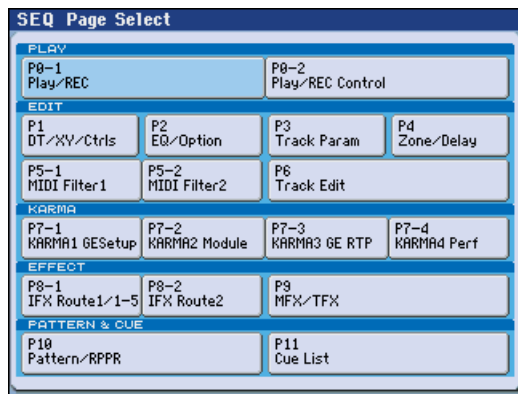 SEQ Page Select
PLAY
P0-1
Play/REC
P0-2
Play/REC Control
EDIT
P1
DT/XY/Ctrls
P2
EQ/Option
P3
Track Param
P4
Zone/Delay
P5-1
MIDI Filter1
P5-2
MIDI Filter2
P6
Track Edit
KARMA
P7-1
KARMA1 GESetup
P7-2
KARMA2 Module
P7-3
KARMA3 GE RTP
P7-4
KARMA4 Perf
EFFECT
P8-1
IFX Route1/1-5
P8-2
IFX Route2
P9
MFX/TFX
PATTERN & CUE
P10
Pattern/RPPR
P11
Cue List